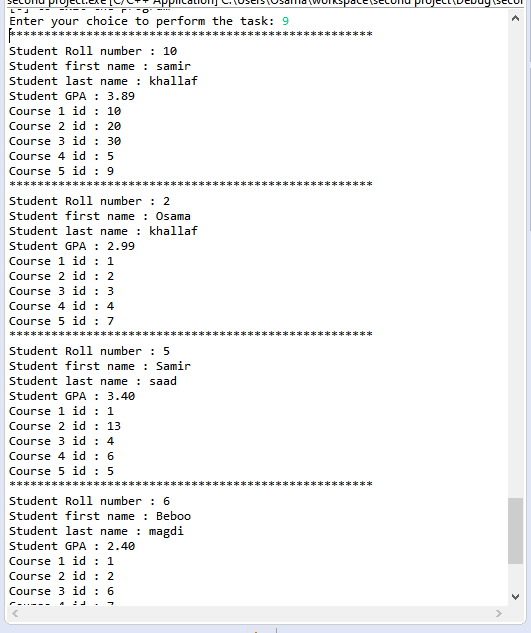 second project.exe [C/C++ Application] C:\Users\Osama\workspace\second project\Debug\secon
Enter your choice to perform the task: 9
****************************************************
Student Roll number : 10
Student first name : samir
Student last name : khallaf
Student GPA : 3.89
Course 1 id : 10
Course 2 id : 20
Course 3 id : 30
Course 4 id : 5
Course 5 id : 9
****************************************************
Student Roll number : 2
Student first name : Osama
Student last name : khallaf
Student GPA : 2.99
Course 1 id : 1
Course 2 id : 2
Course 3 id : 3
Course 4 id : 4
Course 5 id : 7
****************************************************
Student Roll number : 5
Student first name : Samir
Student last name : saad
Student GPA : 3.40
Course 1 id : 1
Course 2 id : 13
Course 3 id : 4
Course 4 id : 6
Course 5 id : 5
****************************************************
Student Roll number : 6
Student first name : Beboo
Student last name : magdi
Student GPA : 2.40
Course 1 id : 1
Course 2 id : 2
Course 3 id : 6
Course 4 id : 7